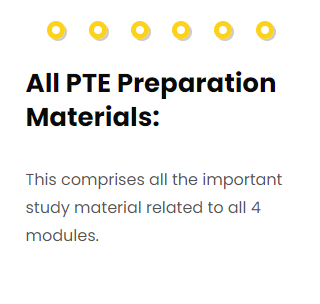 All PTE Preparation
Materials:
This comprises all the important
study material related to all 4
modules.